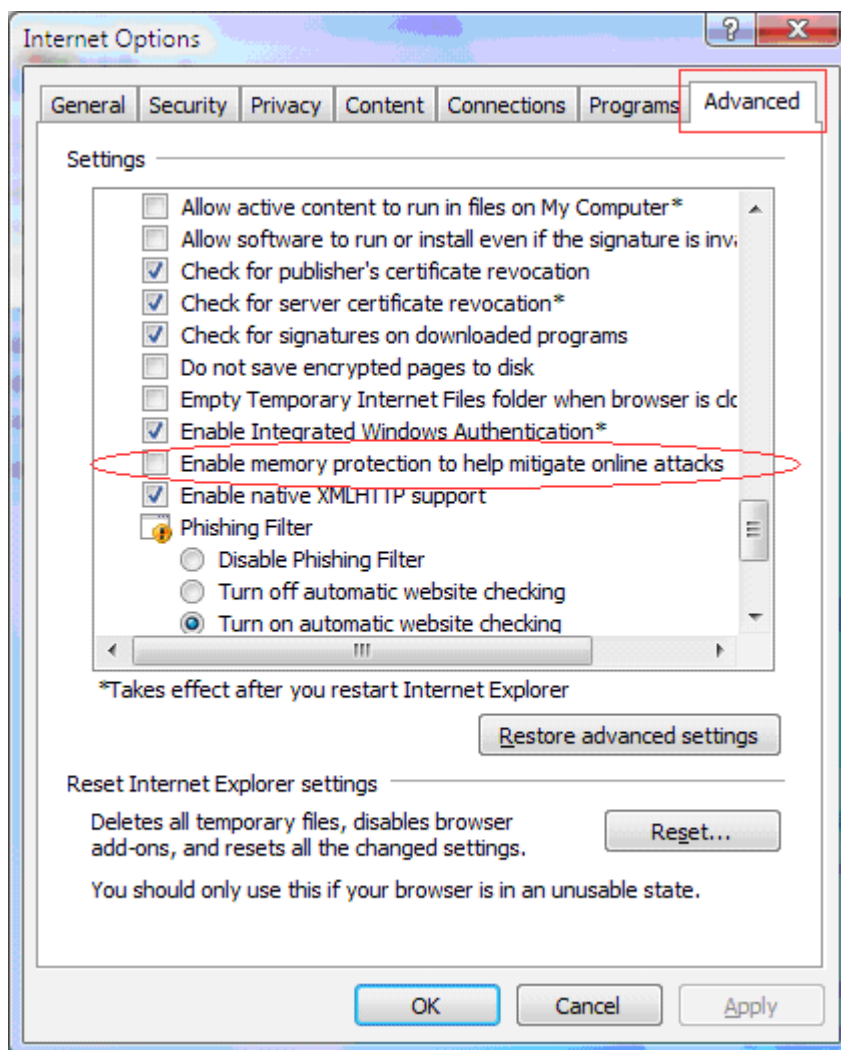 Internet Options
General Security Privacy Content Connections Programs Advanced
Settings
Allow active content to run in files on My Computer*
Allow software to run or install even if the signature is
Check for publisher's certificate revocation
Check for server certificate revocation*
Check for signatures on downloaded programs
Do not save encrypted pages to disk
Empty Temporary Internet Files folder when browser is
Enable Integrated Windows Authentication*
Enable memory protection to help mitigate online attacks
Enable native XMLHTTP support
Phishing Filter
Disable Phishing Filter
Turn off automatic website checking
Turn on automatic website checking
*Takes effect after you restart Internet Explorer
Restore advanced settings
Reset Internet Explorer settings
Deletes all temporary files, disables browser
add-ons, and resets all the changed settings.
Reset...
You should only use this if your browser is in an unusable state.
OK Cancel Apply